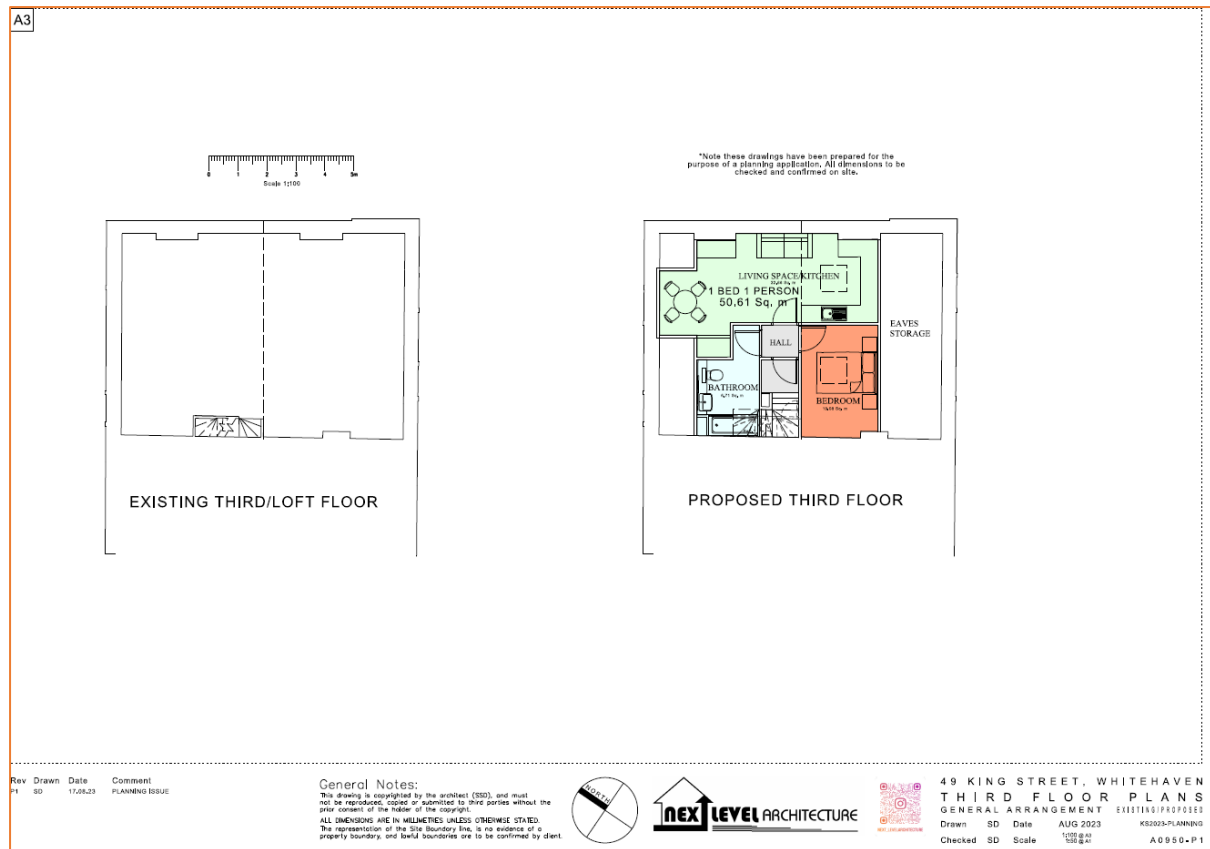 A3
0 1 2 3 4 5m
Scale 1:100
*Note these drawings have been prepared for the
purpose of a planning application, All dimensions to be
checked and confirmed on site.
LIVING SPACE/KITCHEN
1 BED 1 PERSON
50.61 Sq. m
HALL
EAVES
STORAGE
BATHROOM
BEDROOM
EXISTING THIRD/LOFT FLOOR
PROPOSED THIRD FLOOR
Rev Drawn Date Comment
P1 SD 17.08.23 PLANNING ISSUE
General Notes:
This drawing is copyrighted by the architect (SSD), and must
not be reproduced, copied or submitted to third parties without the
prior consent of the holder of the copyright.
ALL DIMENSIONS ARE IN MILLIMETRES UNLESS OTHERWISE STATED.
The representation of the Site Boundary line, is no evidence of a
property boundary, and lawful boundaries are to be confirmed by client.
NORTH
NEXT LEVEL ARCHITECTURE
NEXT.LEVELARCHITECTURE
49 KING STREET, WHITEHAVEN
THIRD FLOOR PLANS
GENERAL ARRANGEMENT EXISTING/PROPOSED
Drawn SD Date AUG 2023 KS2023-PLANNING
Checked SD Scale 1:100 @ A3
1:50 @ A1
A0950-P1